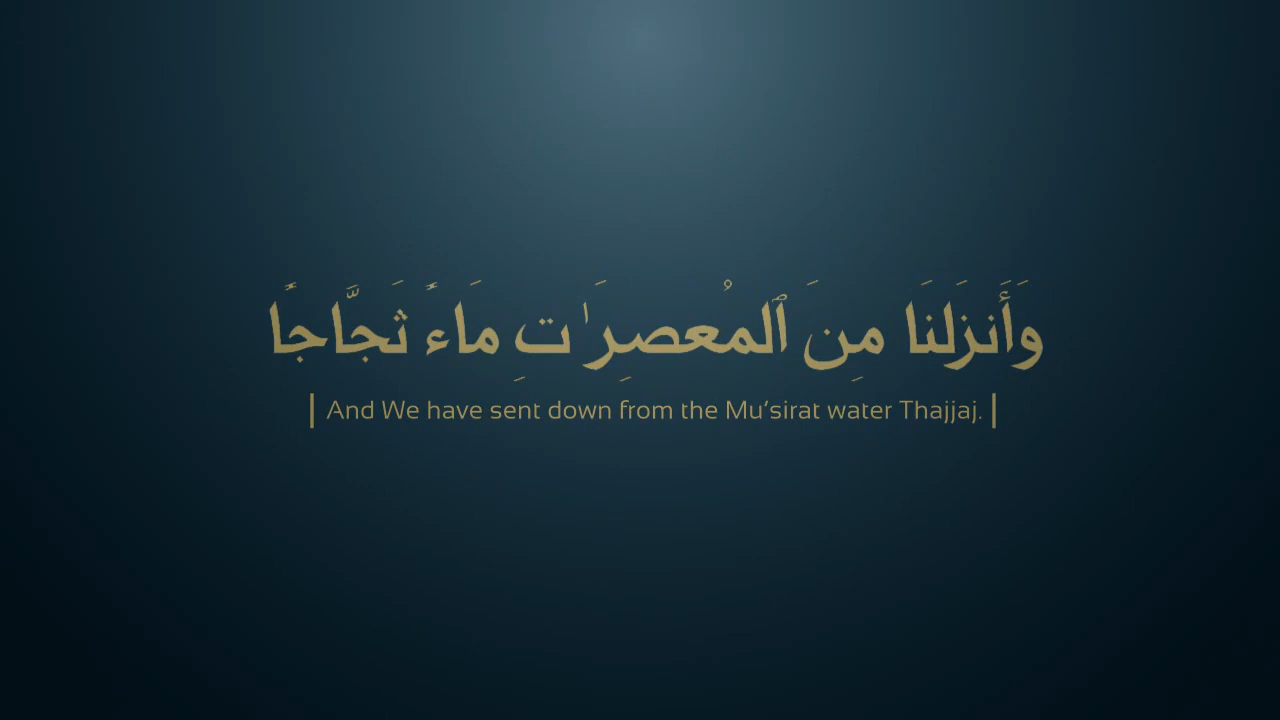 وَأَنزَلنَا مِنَ ٱلمُعصِرَٰتِ مَاءً ثَجَّاجًا
| And We have sent down from the Mu’sirat water Thajjaj. |